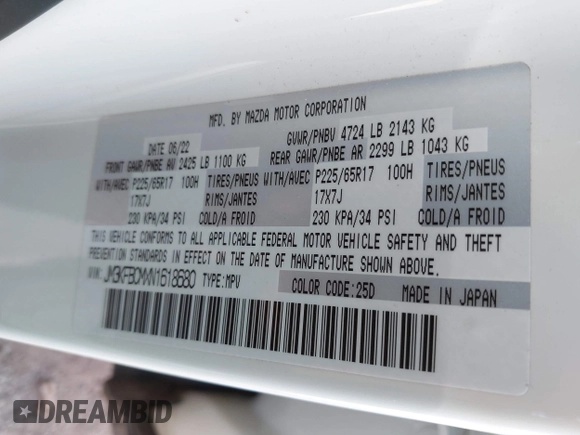 MFD. BY MAZDA MOTOR CORPORATION
DATE 06/22 GVWR/PNBV 4724 LB 2143 KG
FRONT GAWR/PNBE AV 2425 LB 1100 KG REAR GAWR/PNBE AR 2299 LB 1043 KG
WITH/AVEC P225/65R17 100H TIRES/PNEUS WITH/AVEC P225/65R17 100H TIRES/PNEUS
17X7J RIMS/JANTES 17X7J RIMS/JANTES
230 KPA/34 PSI COLD/A FROID 230 KPA/34 PSI COLD/A FROID
THIS VEHICLE CONFORMS TO ALL APPLICABLE FEDERAL MOTOR VEHICLE SAFETY AND THEFT
PREVENTION STANDARDS IN EFFECT ON THE DATE OF MANUFACTURE SHOWN ABOVE.
VIN: JM3KFBCMXN1618680 TYPE:MPV COLOR CODE:25D MADE IN JAPAN
DREAMBID